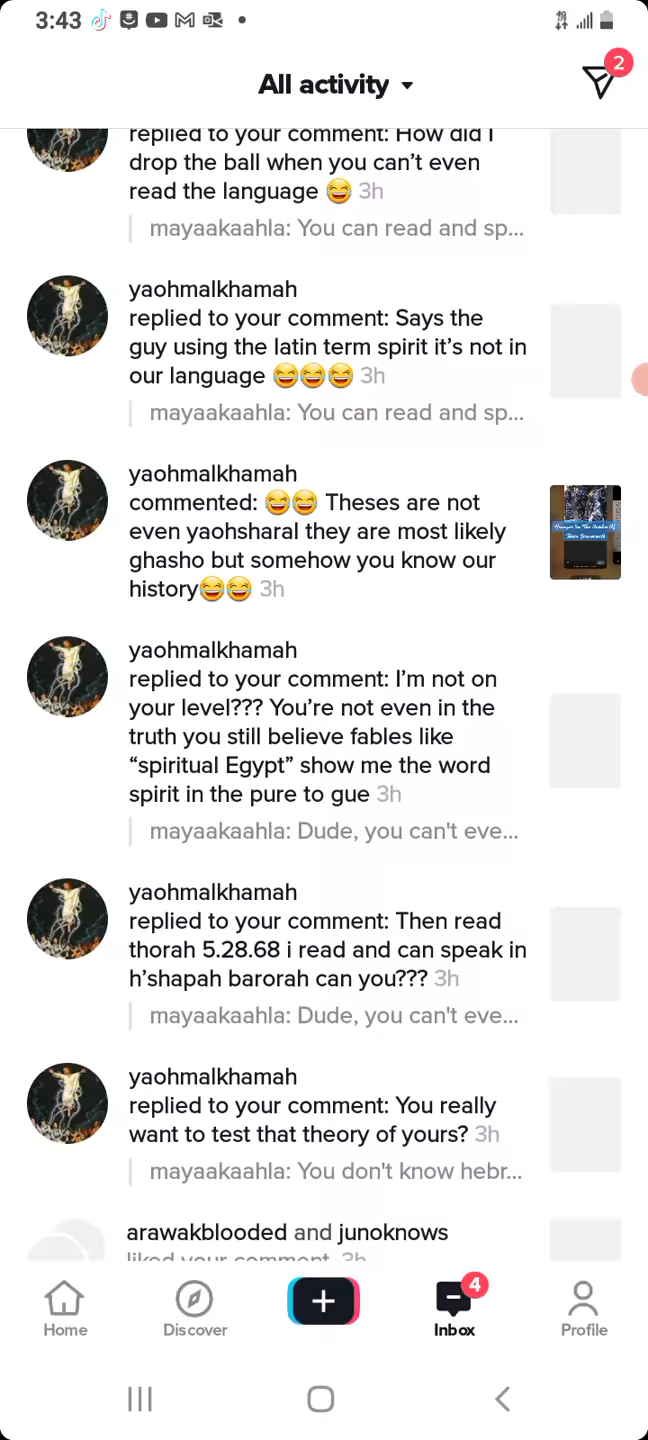 3:43
All activity
2
replied to your comment: How did I
drop the ball when you can’t even
read the language 😂 3h
mayaakaahla: You can read and sp...
yaohmalkhamah
replied to your comment: Says the
guy using the latin term spirit it’s not in
our language 😂😂😂 3h
mayaakaahla: You can read and sp...
yaohmalkhamah
commented: 😂😂 Theses are not
even yaohsharal they are most likely
ghasho but somehow you know our
history😂😂 3h
yaohmalkhamah
replied to your comment: I’m not on
your level??? You’re not even in the
truth you still believe fables like
“spiritual Egypt” show me the word
spirit in the pure to gue 3h
mayaakaahla: Dude, you can't eve...
yaohmalkhamah
replied to your comment: Then read
thorah 5.28.68 i read and can speak in
h’shapah barorah can you??? 3h
mayaakaahla: Dude, you can't eve...
yaohmalkhamah
replied to your comment: You really
want to test that theory of yours? 3h
mayaakaahla: You don't know hebr...
arawakblooded and junoknows
liked your comment. 3h
4
Home
Discover
Inbox
Profile